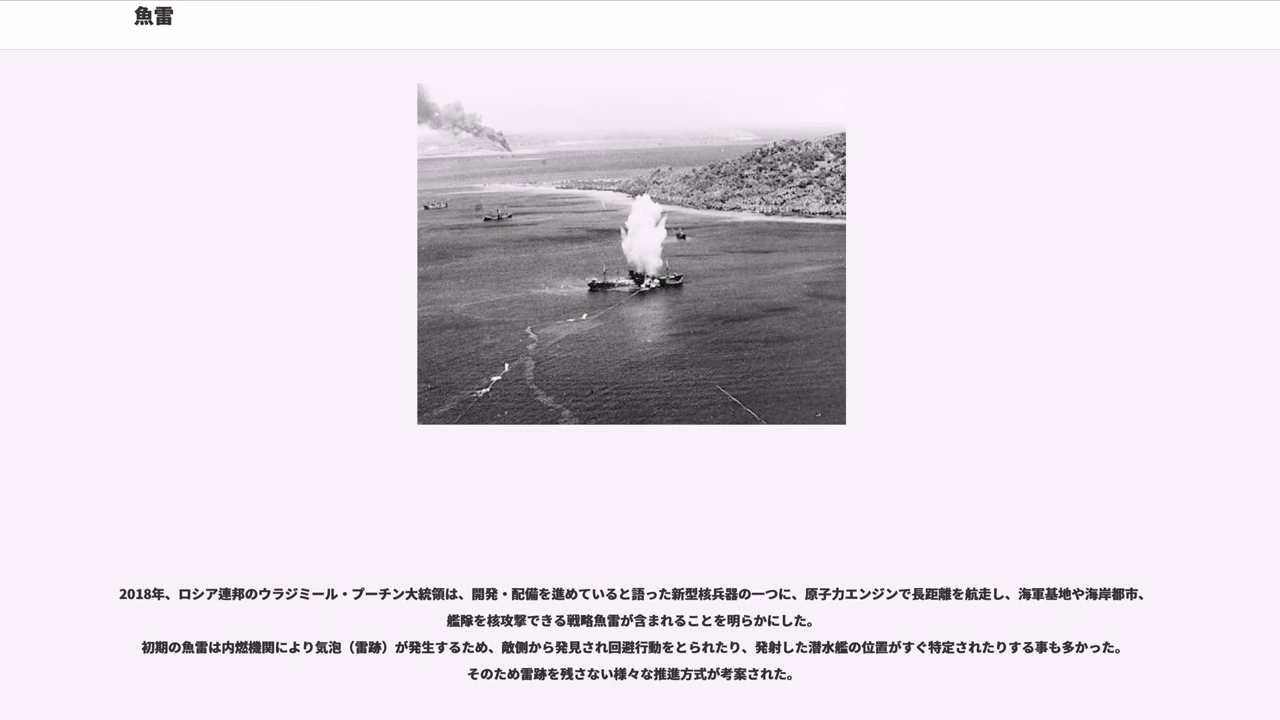 魚雷
2018年、ロシア連邦のウラジミール・プーチン大統領は、開発・配備を進めていると語った新型核兵器の一つに、原子力エンジンで長距離を航走し、海軍基地や海岸都市、
艦隊を核攻撃できる戦略魚雷が含まれることを明らかにした。
初期の魚雷は内燃機関により気泡（雷跡）が発生するため、敵側から発見され回避行動をとられたり、発射した潜水艦の位置がすぐ特定されたりする事も多かった。
そのため雷跡を残さない様々な推進方式が考案された。